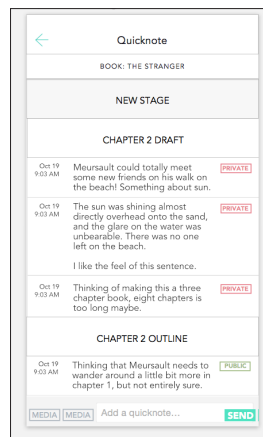 Quicknote
BOOK: THE STRANGER
NEW STAGE
CHAPTER 2 DRAFT
Oct 19
9:03 AM
Meursault could totally meet
some new friends on his walk on
the beach! Something about sun.
PRIVATE
Oct 19
9:03 AM
The sun was shining almost
directly overhead onto the sand,
and the glare on the water was
unbearable. There was no one
left on the beach.
I like the feel of this sentence.
PRIVATE
Oct 19
9:03 AM
Thinking of making this a three
chapter book, eight chapters is
too long maybe.
PRIVATE
CHAPTER 2 OUTLINE
Oct 19
9:03 AM
Thinking that Meursault needs to
wander around a little bit more in
chapter 1, but not entirely sure.
PUBLIC
MEDIA MEDIA Add a quicknote... SEND